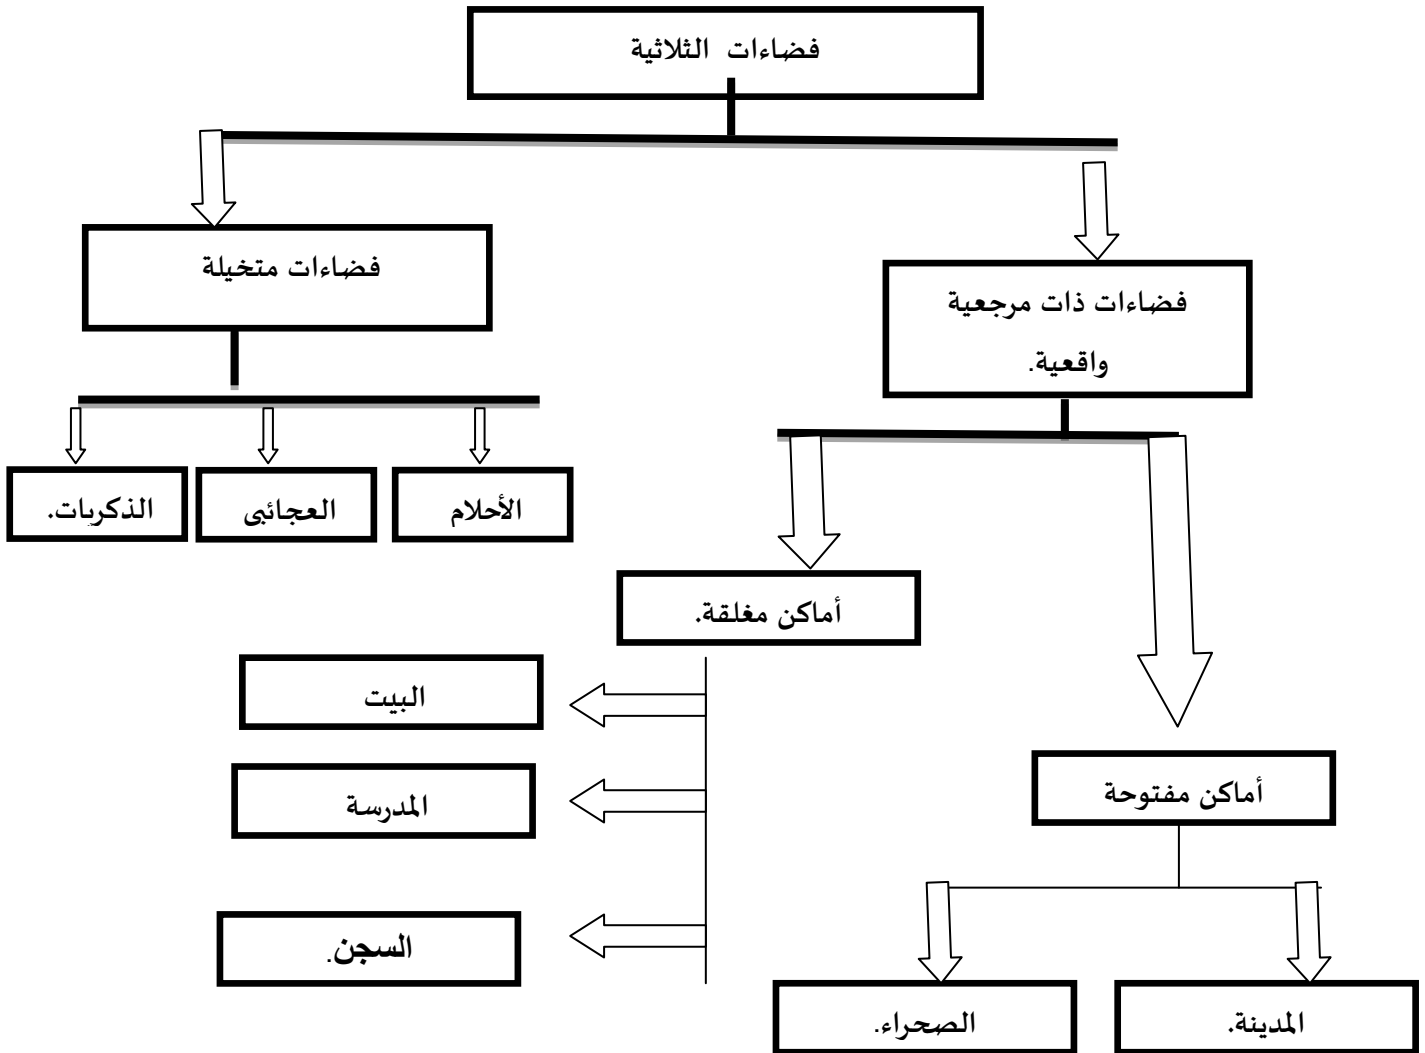 فضاءات الثلاثية
فضاءات ذات مرجعية
واقعية.
فضاءات متخيلة
الأحلام
العجائبى
الذكريات.
أماكن مغلقة.
البيت
المدرسة
السجن.
أماكن مفتوحة
المدينة.
الصحراء.